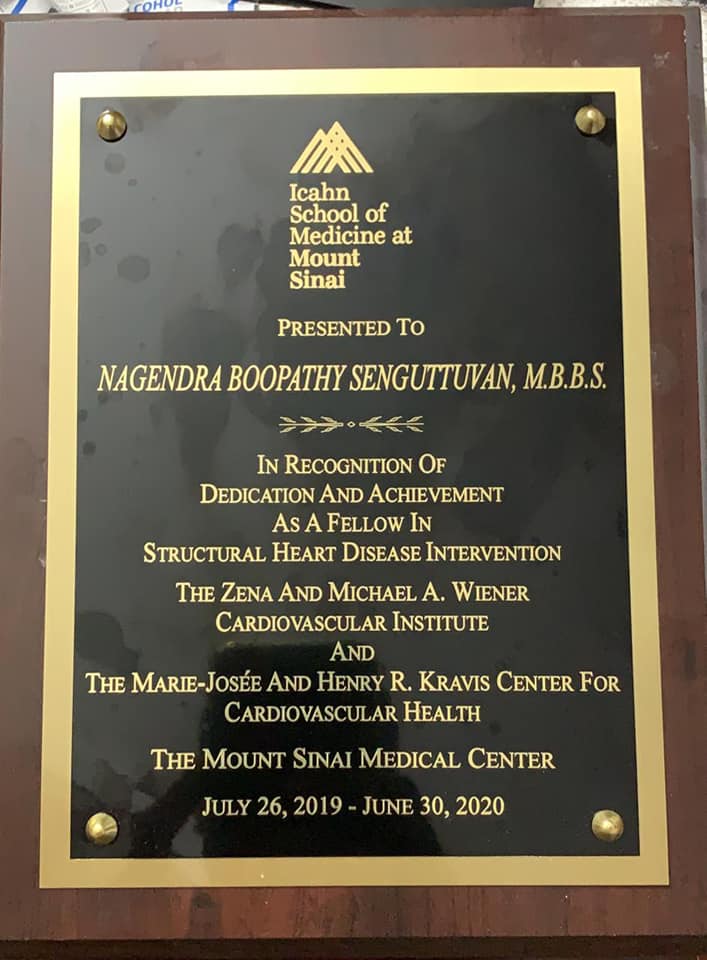 COHOL
Icahn
School of
Medicine at
Mount
Sinai
PRESENTED TO
NAGENDRA BOOPATHY SENGUTTUVAN, M.B.B.S.
IN RECOGNITION OF
DEDICATION AND ACHIEVEMENT
AS A FELLOW IN
STRUCTURAL HEART DISEASE INTERVENTION
THE ZENA AND MICHAEL A. WIENER
CARDIOVASCULAR INSTITUTE
AND
THE MARIE-JOSÉE AND HENRY R. KRAVIS CENTER FOR
CARDIOVASCULAR HEALTH
THE MOUNT SINAI MEDICAL CENTER
JULY 26, 2019 - JUNE 30, 2020